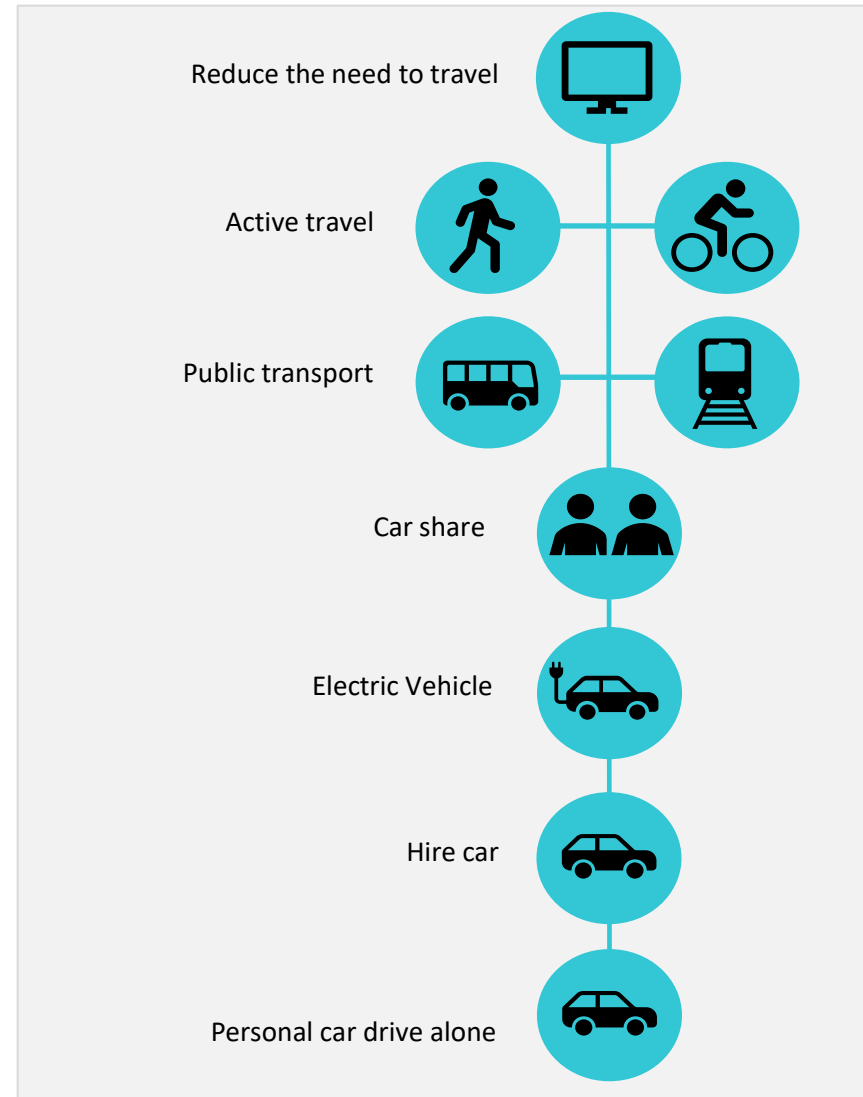 Reduce the need to travel
Active travel
Public transport
Car share
Electric Vehicle
Hire car
Personal car drive alone